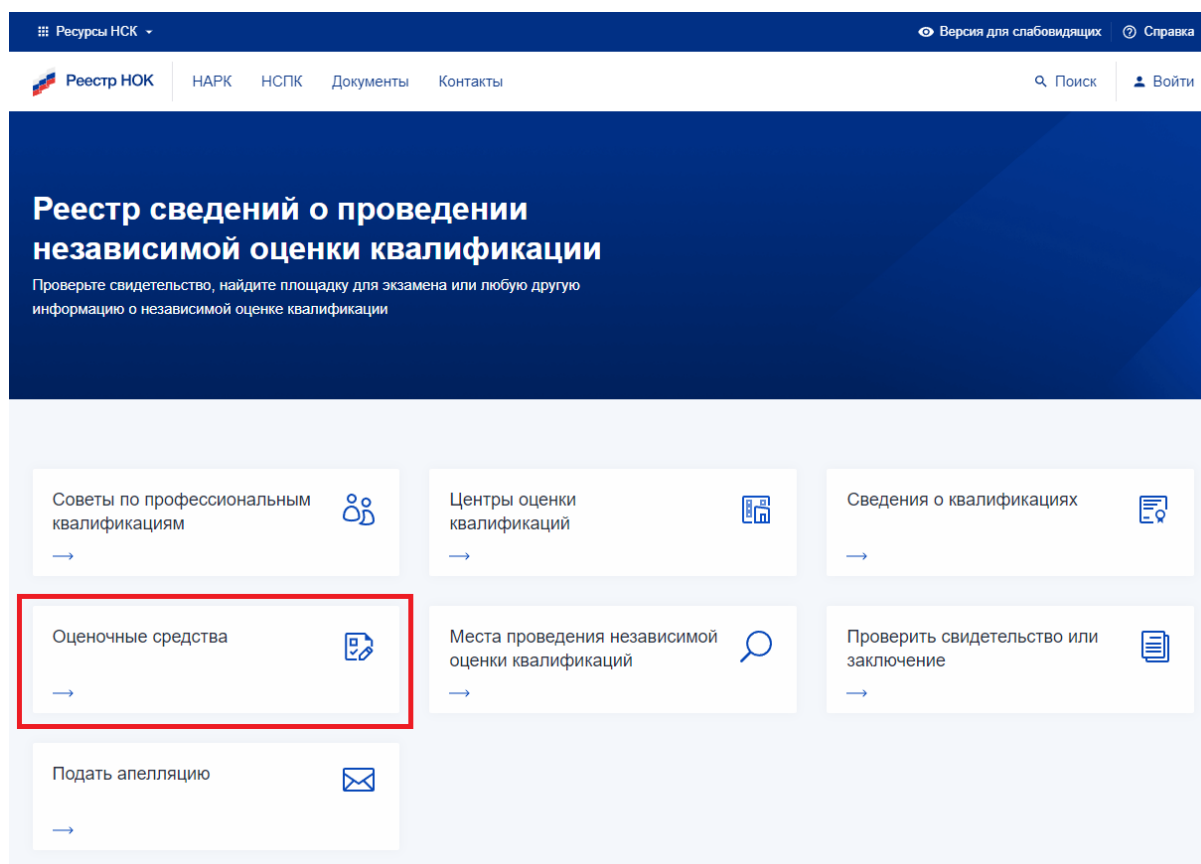 Ресурсы НСК
Версия для слабовидящих
Справка
Реестр НОК
НАРК
НСПК
Документы
Контакты
Поиск
Войти
Реестр сведений о проведении
независимой оценки квалификации
Проверьте свидетельство, найдите площадку для экзамена или любую другую
информацию о независимой оценке квалификации
Советы по профессиональным
квалификациям
Центры оценки
квалификаций
Сведения о квалификациях
Оценочные средства
Места проведения независимой
оценки квалификаций
Проверить свидетельство или
заключение
Подать апелляцию